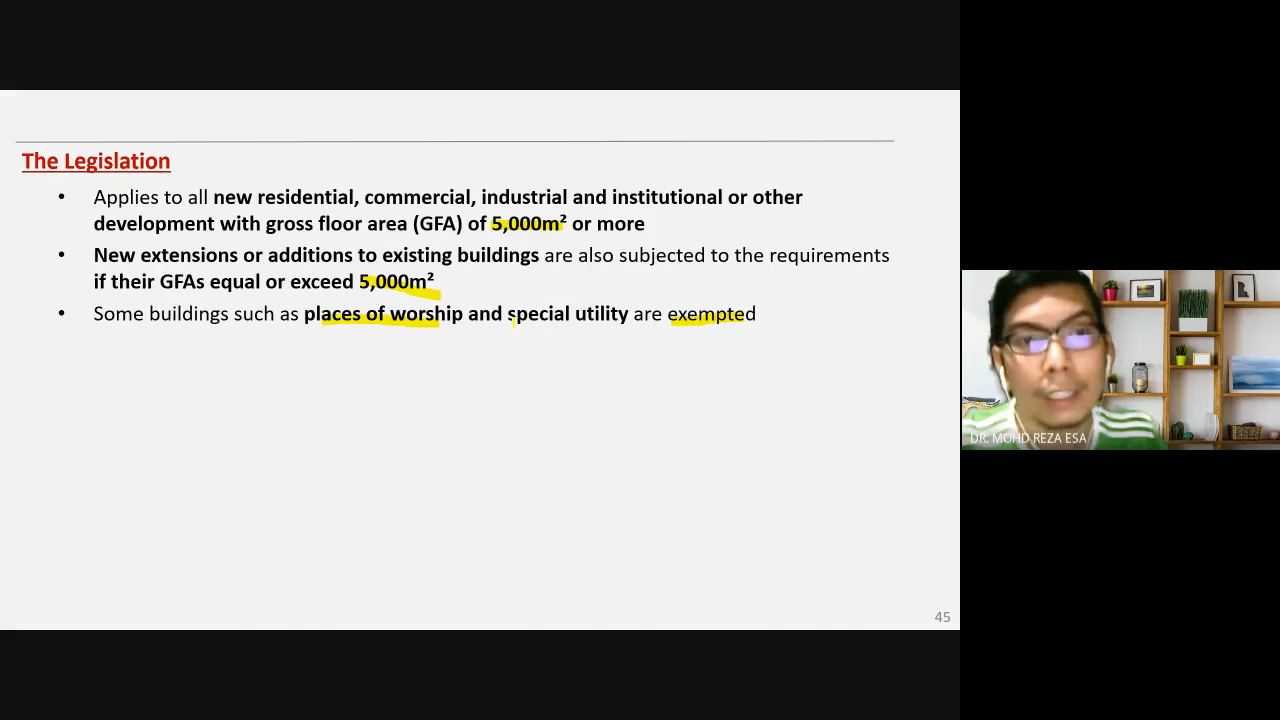 The Legislation
• Applies to all new residential, commercial, industrial and institutional or other
development with gross floor area (GFA) of 5,000m² or more
• New extensions or additions to existing buildings are also subjected to the requirements
if their GFAs equal or exceed 5,000m²
• Some buildings such as places of worship and special utility are exempted
DR. MOHD REZA ESA
45